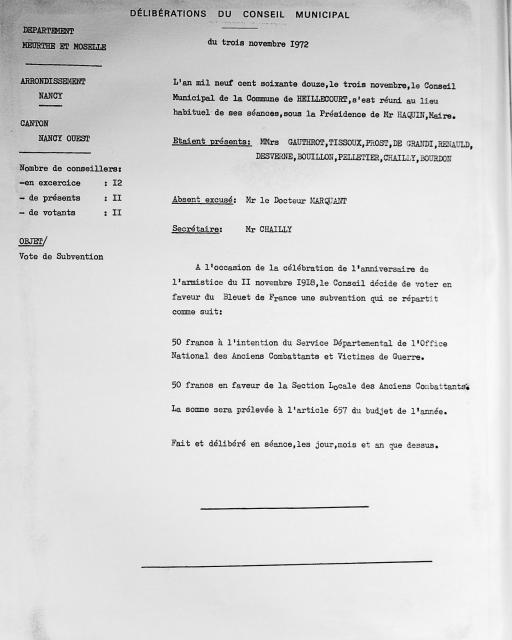 DÉLIBÉRATIONS DU CONSEIL MUNICIPAL
du trois novembre I972
DEPARTEMENT
MEURTHE ET MOSELLE
ARRONDISSEMENT
NANCY
CANTON
NANCY OUEST
Nombre de conseillers:
-en excercice : I2
- de présents : II
- de votants : II
OBJET/
Vote de Subvention
L'an mil neuf cent soixante douze,le trois novembre,le Conseil
Municipal de la Commune de HEILLECOURT,s'est réuni au lieu
habituel de ses séances,sous la Présidence de Mr HAQUIN,Maire.
Etaient présents: MMrs GAUTHROT,TISSOUX,PROST,DE GRANDI,RENAULD,
DESVERNE,BOUILLON,PELLETIER,CHAILLY,BOURDON
Absent excusé: Mr le Docteur MARQUANT
Secrétaire: Mr CHAILLY
A l'occasion de la célébration de l'anniversaire de
l'armistice du II novembre I9I8,le Conseil décide de voter en
faveur du Bleuet de France une subvention qui se répartit
comme suit:
50 francs à l'intention du Service Départemental de l'Office
National des Anciens Combattants et Victimes de Guerre.
50 francs en faveur de la Section Locale des Anciens Combattants.
La somme sera prélevée à l'article 657 du budjet de l'année.
Fait et délibéré en séance,les jour,mois et an que dessus.